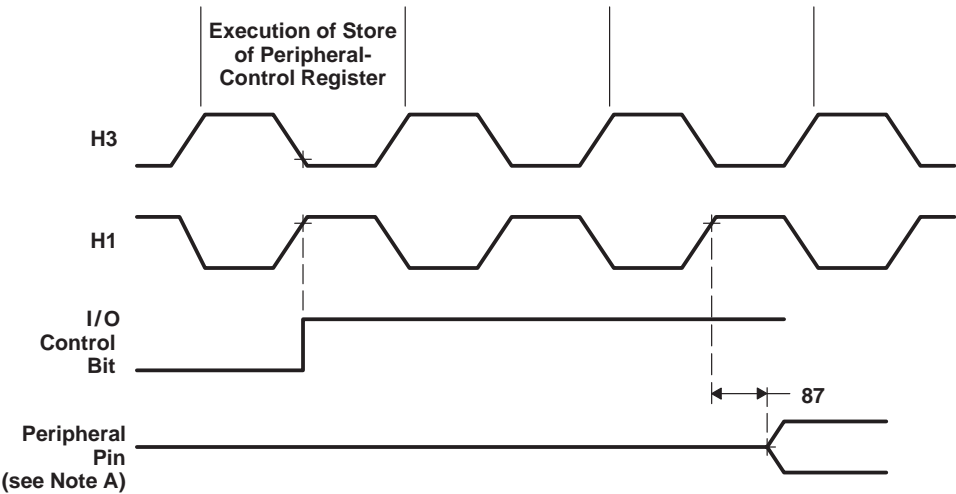 Execution of Store
of Peripheral-
Control Register
H3
H1
I/O
Control
Bit
87
Peripheral
Pin
(see Note A)